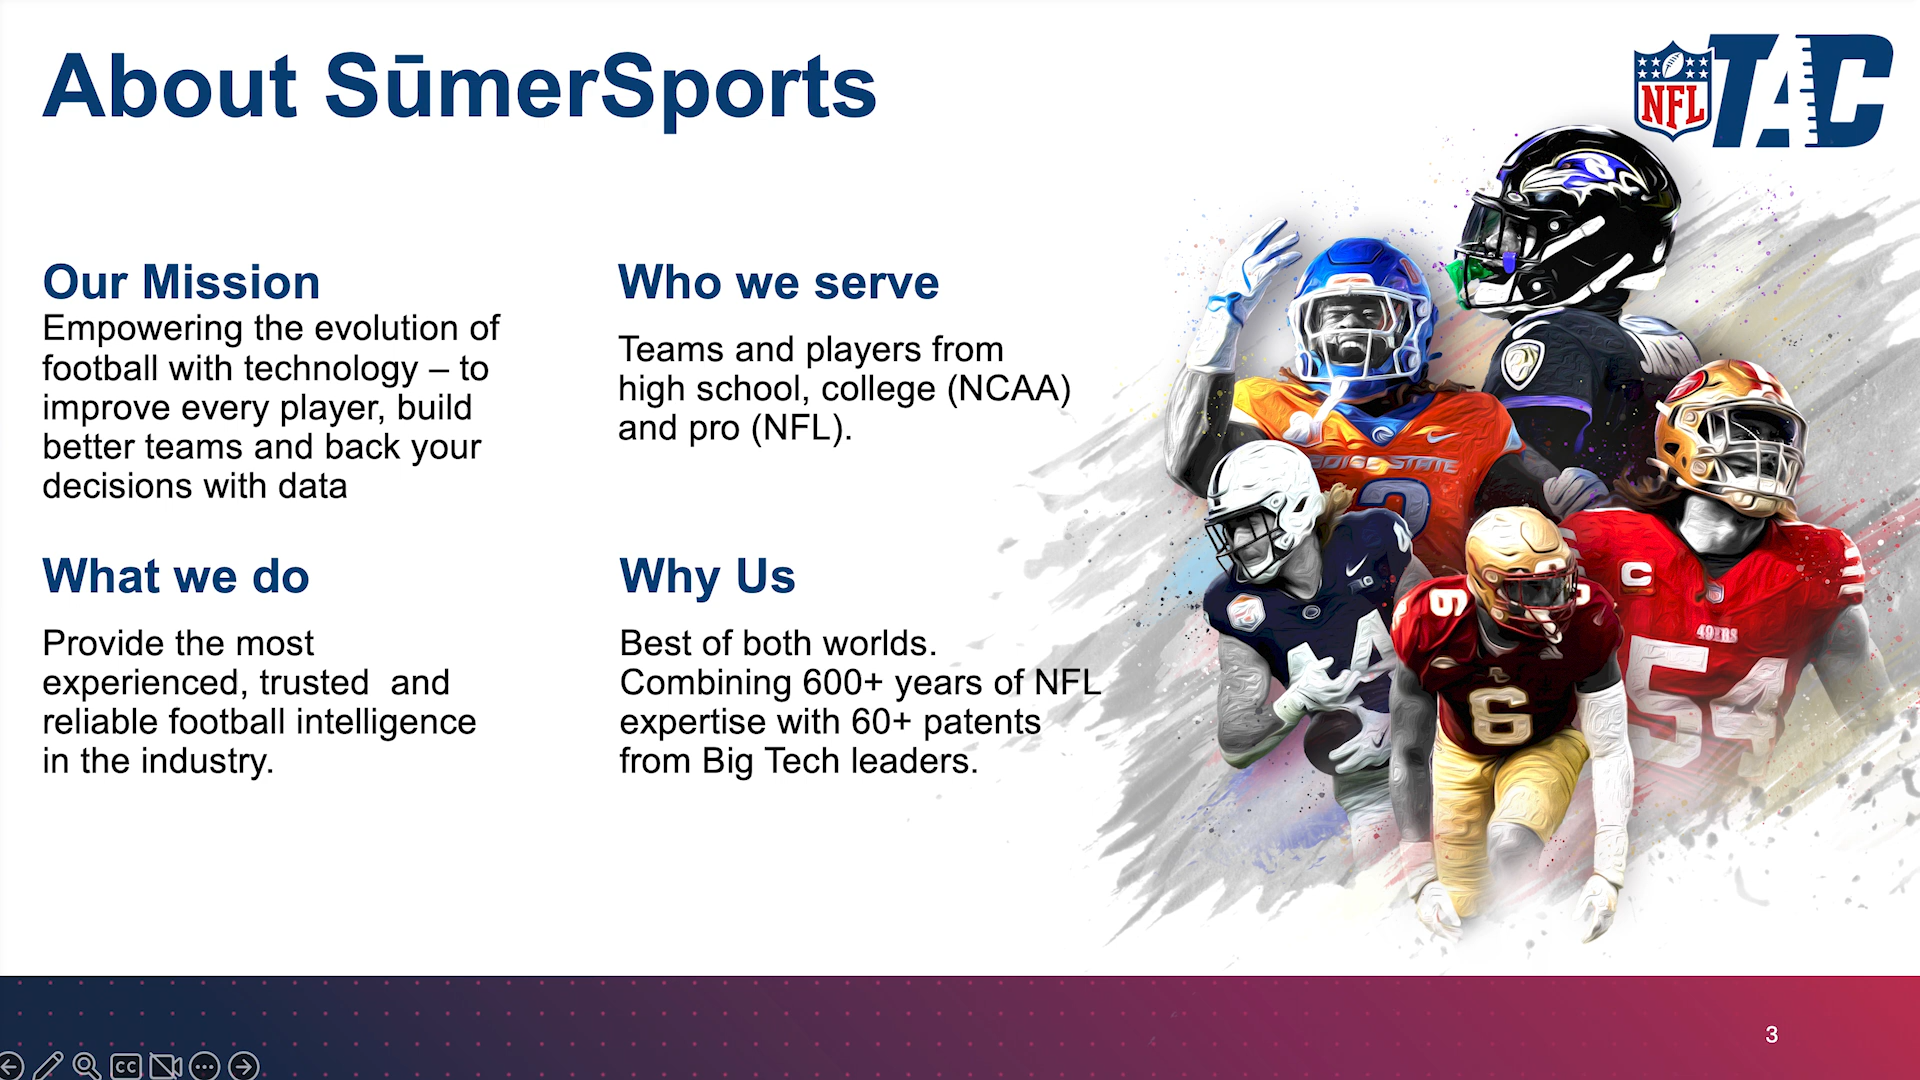 About SūmerSports
NFL TAC
Our Mission
Empowering the evolution of
football with technology – to
improve every player, build
better teams and back your
decisions with data
Who we serve
Teams and players from
high school, college (NCAA)
and pro (NFL).
What we do
Provide the most
experienced, trusted  and
reliable football intelligence
in the industry.
Why Us
Best of both worlds.
Combining 600+ years of NFL
expertise with 60+ patents
from Big Tech leaders.
BOISE STATE
2
C
49ERS
54
44
6
6
3
CC